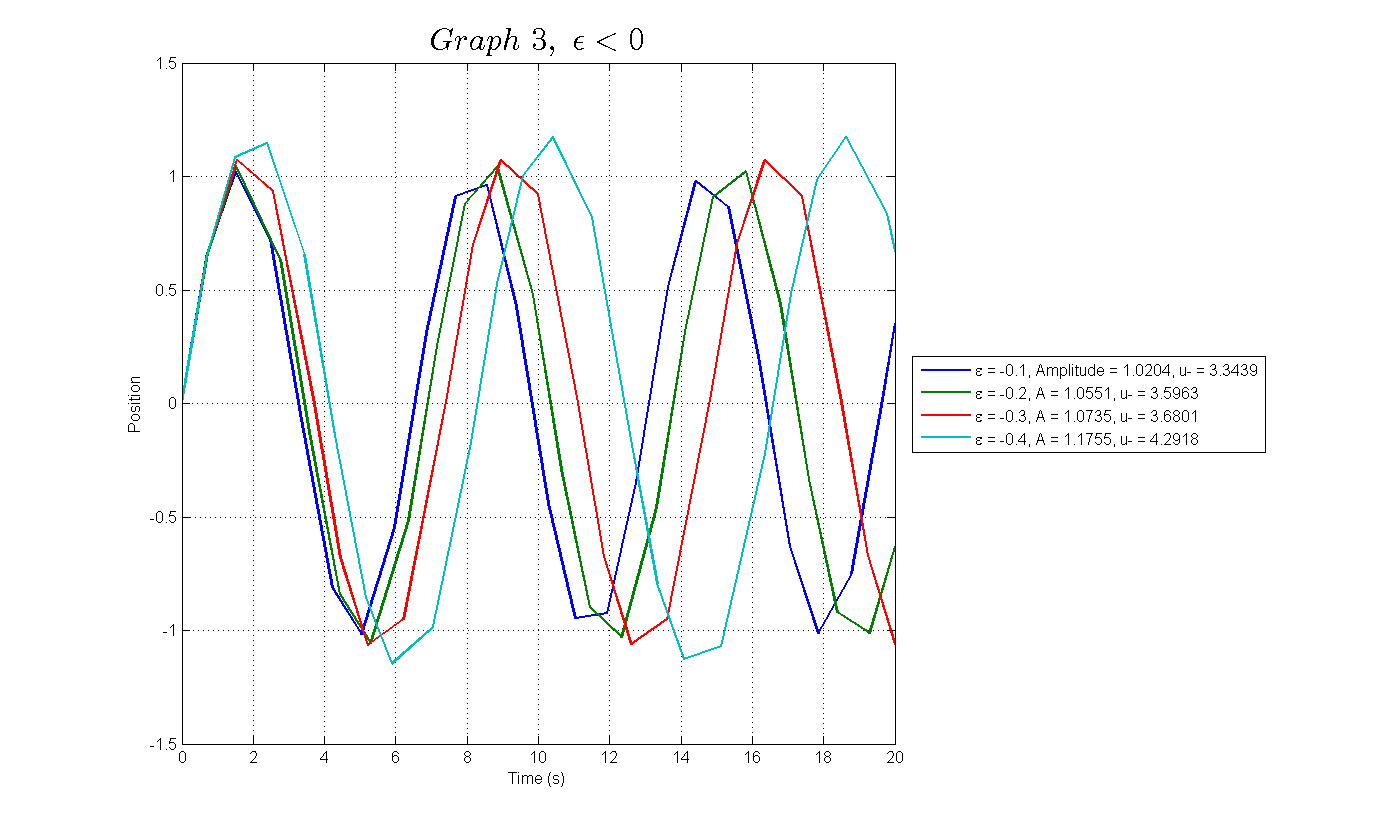 Graph 3, ϵ < 0
1.5
1
0.5
0
-0.5
-1
-1.5
Position
0 2 4 6 8 10 12 14 16 18 20
Time (s)
ε = -0.1, Amplitude = 1.0204, u- = 3.3439
ε = -0.2, A = 1.0551, u- = 3.5963
ε = -0.3, A = 1.0735, u- = 3.6801
ε = -0.4, A = 1.1755, u- = 4.2918